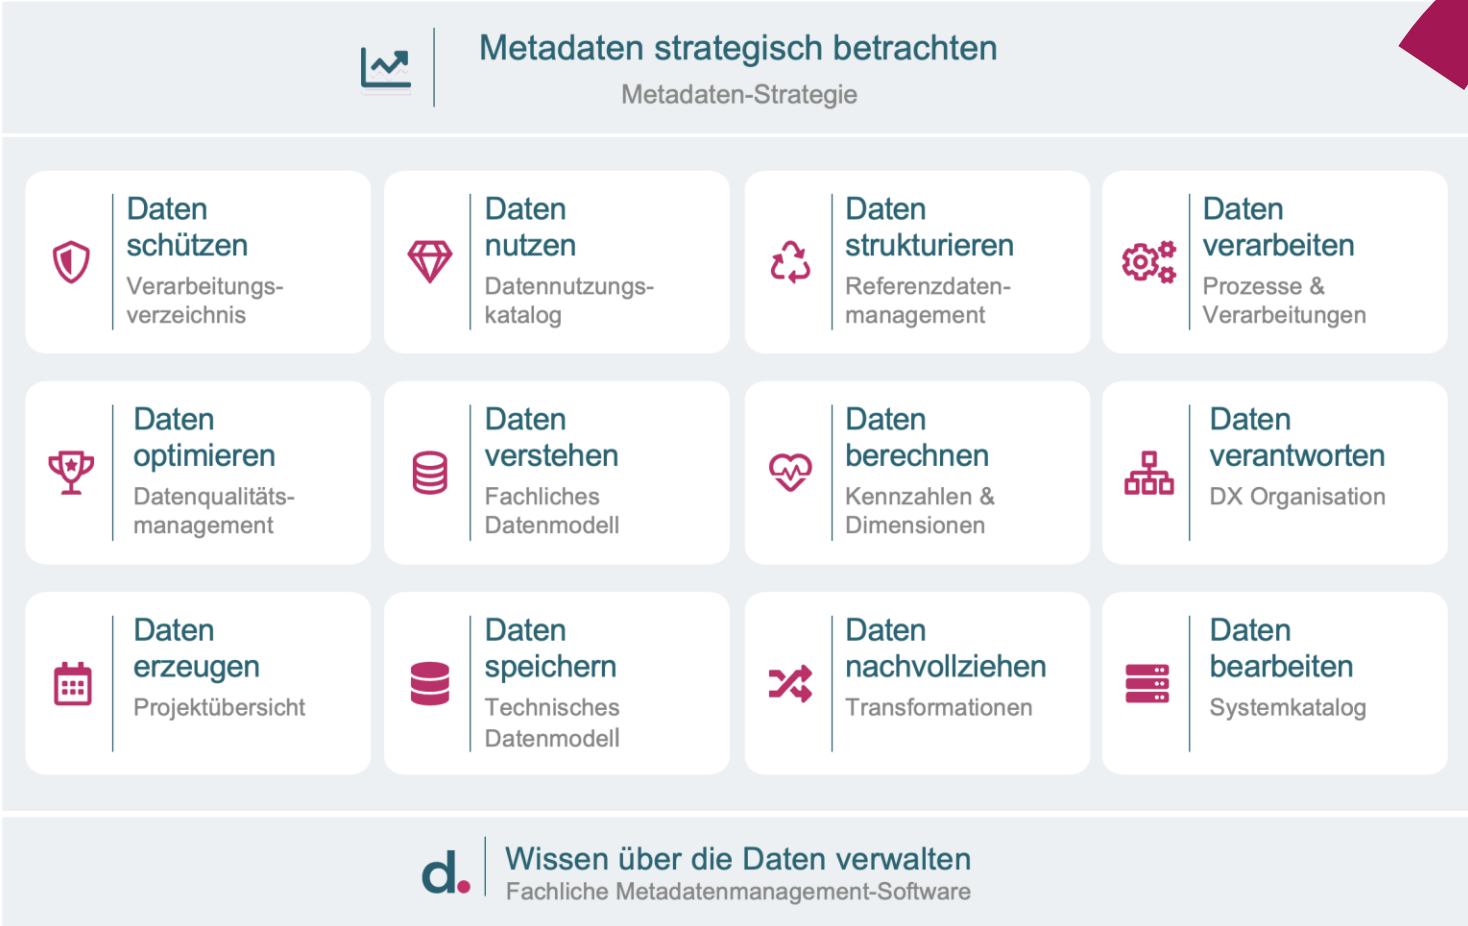 Metadaten strategisch betrachten
Metadaten-Strategie
Daten
schützen
Verarbeitungs-
verzeichnis
Daten
nutzen
Datennutzungs-
katalog
Daten
strukturieren
Referenzdaten-
management
Daten
verarbeiten
Prozesse &
Verarbeitungen
Daten
optimieren
Datenqualitäts-
management
Daten
verstehen
Fachliches
Datenmodell
Daten
berechnen
Kennzahlen &
Dimensionen
Daten
verantworten
DX Organisation
Daten
erzeugen
Projektübersicht
Daten
speichern
Technisches
Datenmodell
Daten
nachvollziehen
Transformationen
Daten
bearbeiten
Systemkatalog
d.
Wissen über die Daten verwalten
Fachliche Metadatenmanagement-Software